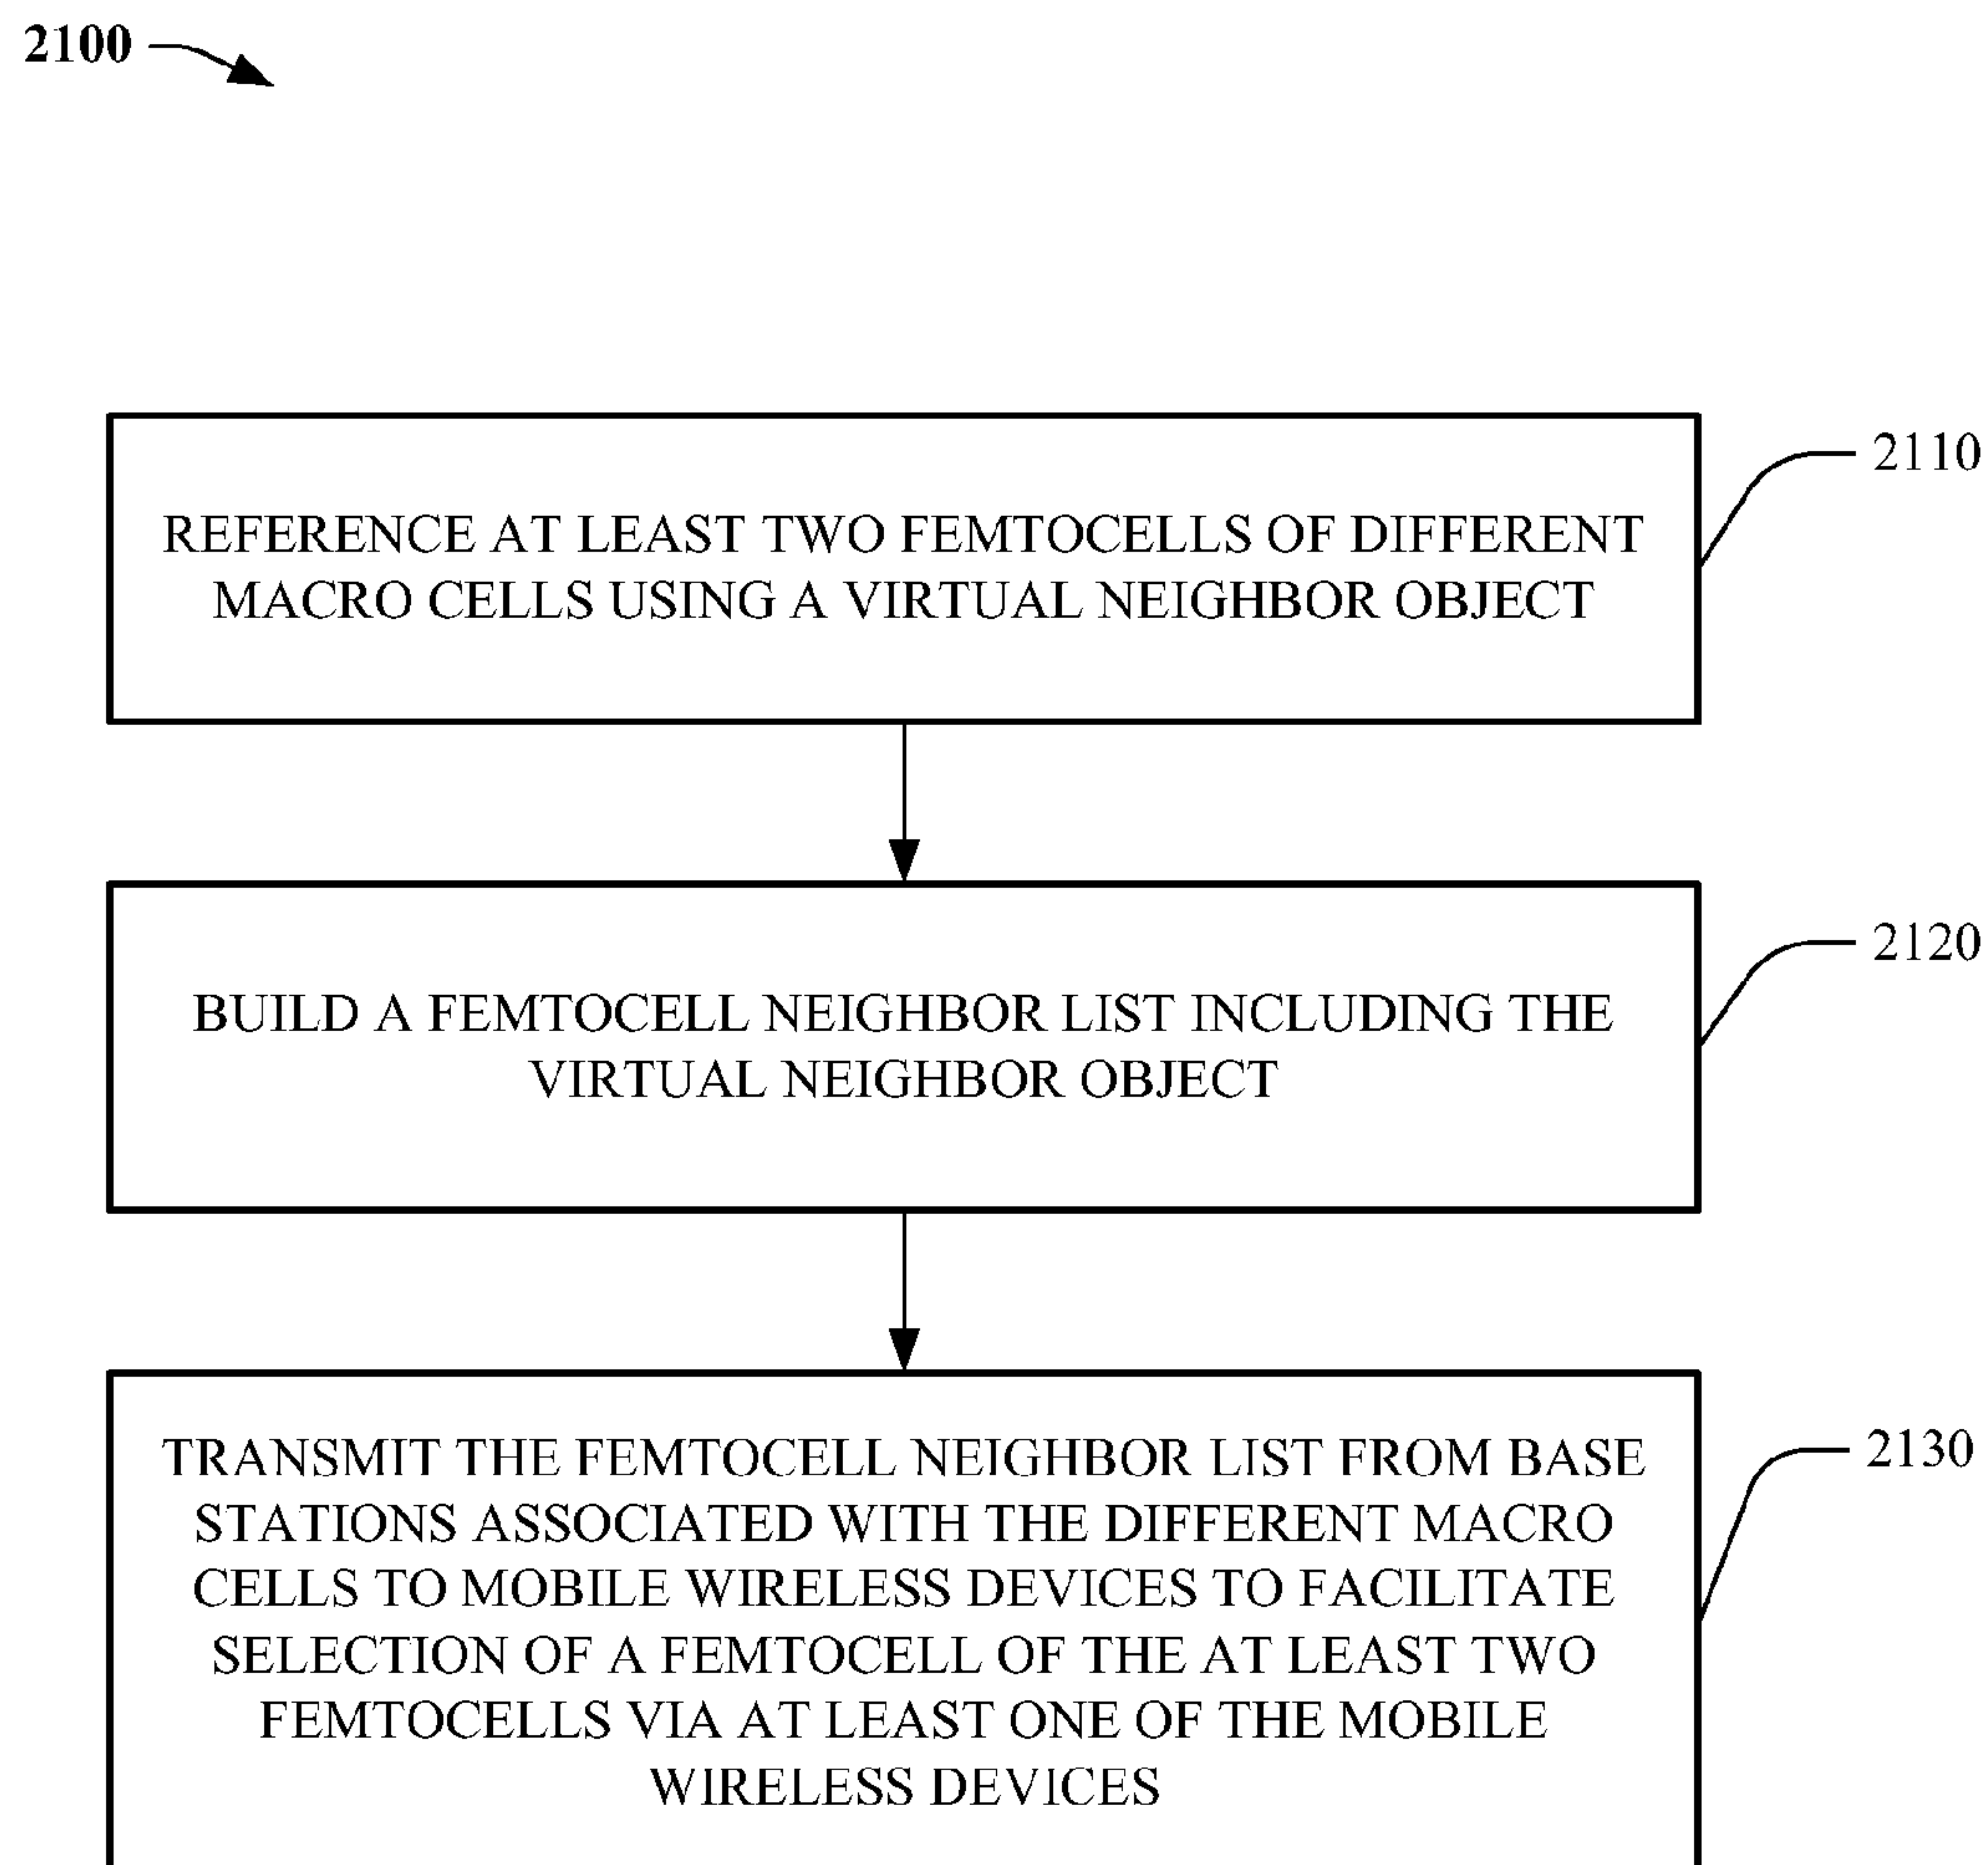 2100
2110
REFERENCE AT LEAST TWO FEMTOCELLS OF DIFFERENT
MACRO CELLS USING A VIRTUAL NEIGHBOR OBJECT
2120
BUILD A FEMTOCELL NEIGHBOR LIST INCLUDING THE
VIRTUAL NEIGHBOR OBJECT
2130
TRANSMIT THE FEMTOCELL NEIGHBOR LIST FROM BASE
STATIONS ASSOCIATED WITH THE DIFFERENT MACRO
CELLS TO MOBILE WIRELESS DEVICES TO FACILITATE
SELECTION OF A FEMTOCELL OF THE AT LEAST TWO
FEMTOCELLS VIA AT LEAST ONE OF THE MOBILE
WIRELESS DEVICES